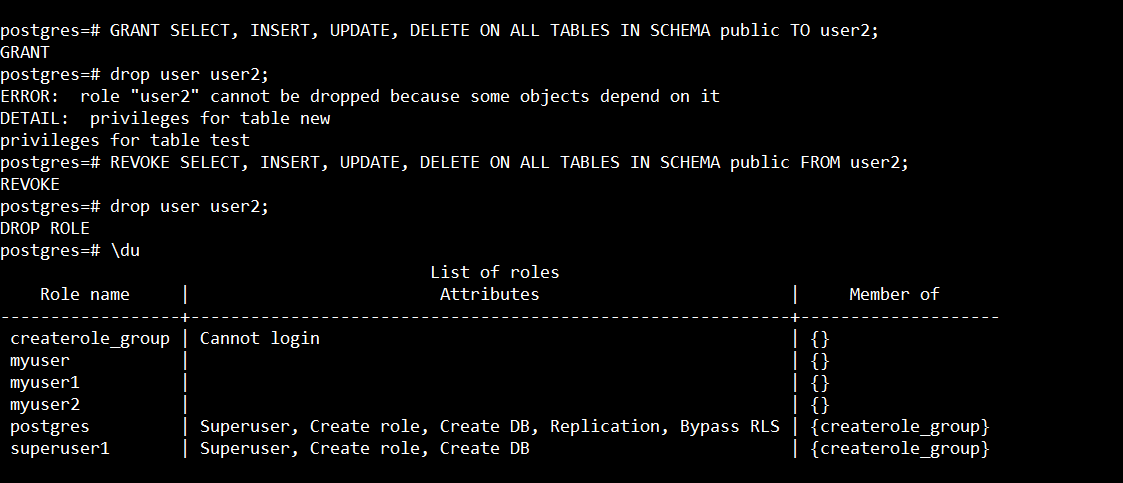 postgres=# GRANT SELECT, INSERT, UPDATE, DELETE ON ALL TABLES IN SCHEMA public TO user2;
GRANT
postgres=# drop user user2;
ERROR:  role "user2" cannot be dropped because some objects depend on it
DETAIL:  privileges for table new
privileges for table test
postgres=# REVOKE SELECT, INSERT, UPDATE, DELETE ON ALL TABLES IN SCHEMA public FROM user2;
REVOKE
postgres=# drop user user2;
DROP ROLE
postgres=# \du
                                           List of roles
    Role name     |                         Attributes                         |     Member of
------------------+------------------------------------------------------------+--------------------
 createrole_group | Cannot login                                               | {}
 myuser           |                                                            | {}
 myuser1          |                                                            | {}
 myuser2          |                                                            | {}
 postgres         | Superuser, Create role, Create DB, Replication, Bypass RLS | {createrole_group}
 superuser1       | Superuser, Create role, Create DB                          | {createrole_group}